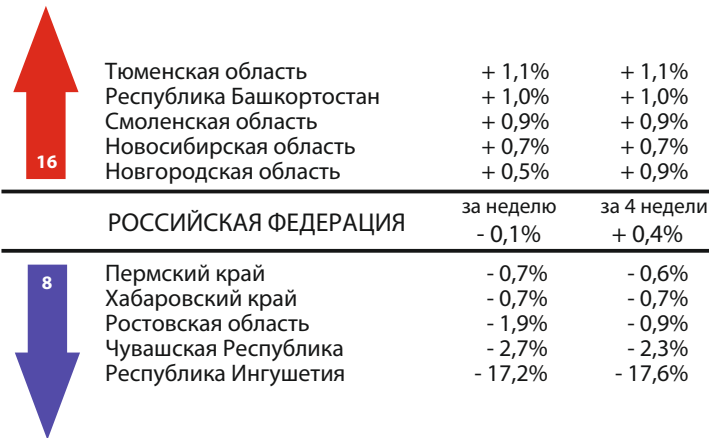 Тюменская область + 1,1% + 1,1%
Республика Башкортостан + 1,0% + 1,0%
Смоленская область + 0,9% + 0,9%
Новосибирская область + 0,7% + 0,7%
16 Новгородская область + 0,5% + 0,9%
РОССИЙСКАЯ ФЕДЕРАЦИЯ за неделю за 4 недели
- 0,1% + 0,4%
8 Пермский край - 0,7% - 0,6%
Хабаровский край - 0,7% - 0,7%
Ростовская область - 1,9% - 0,9%
Чувашская Республика - 2,7% - 2,3%
Республика Ингушетия - 17,2% - 17,6%